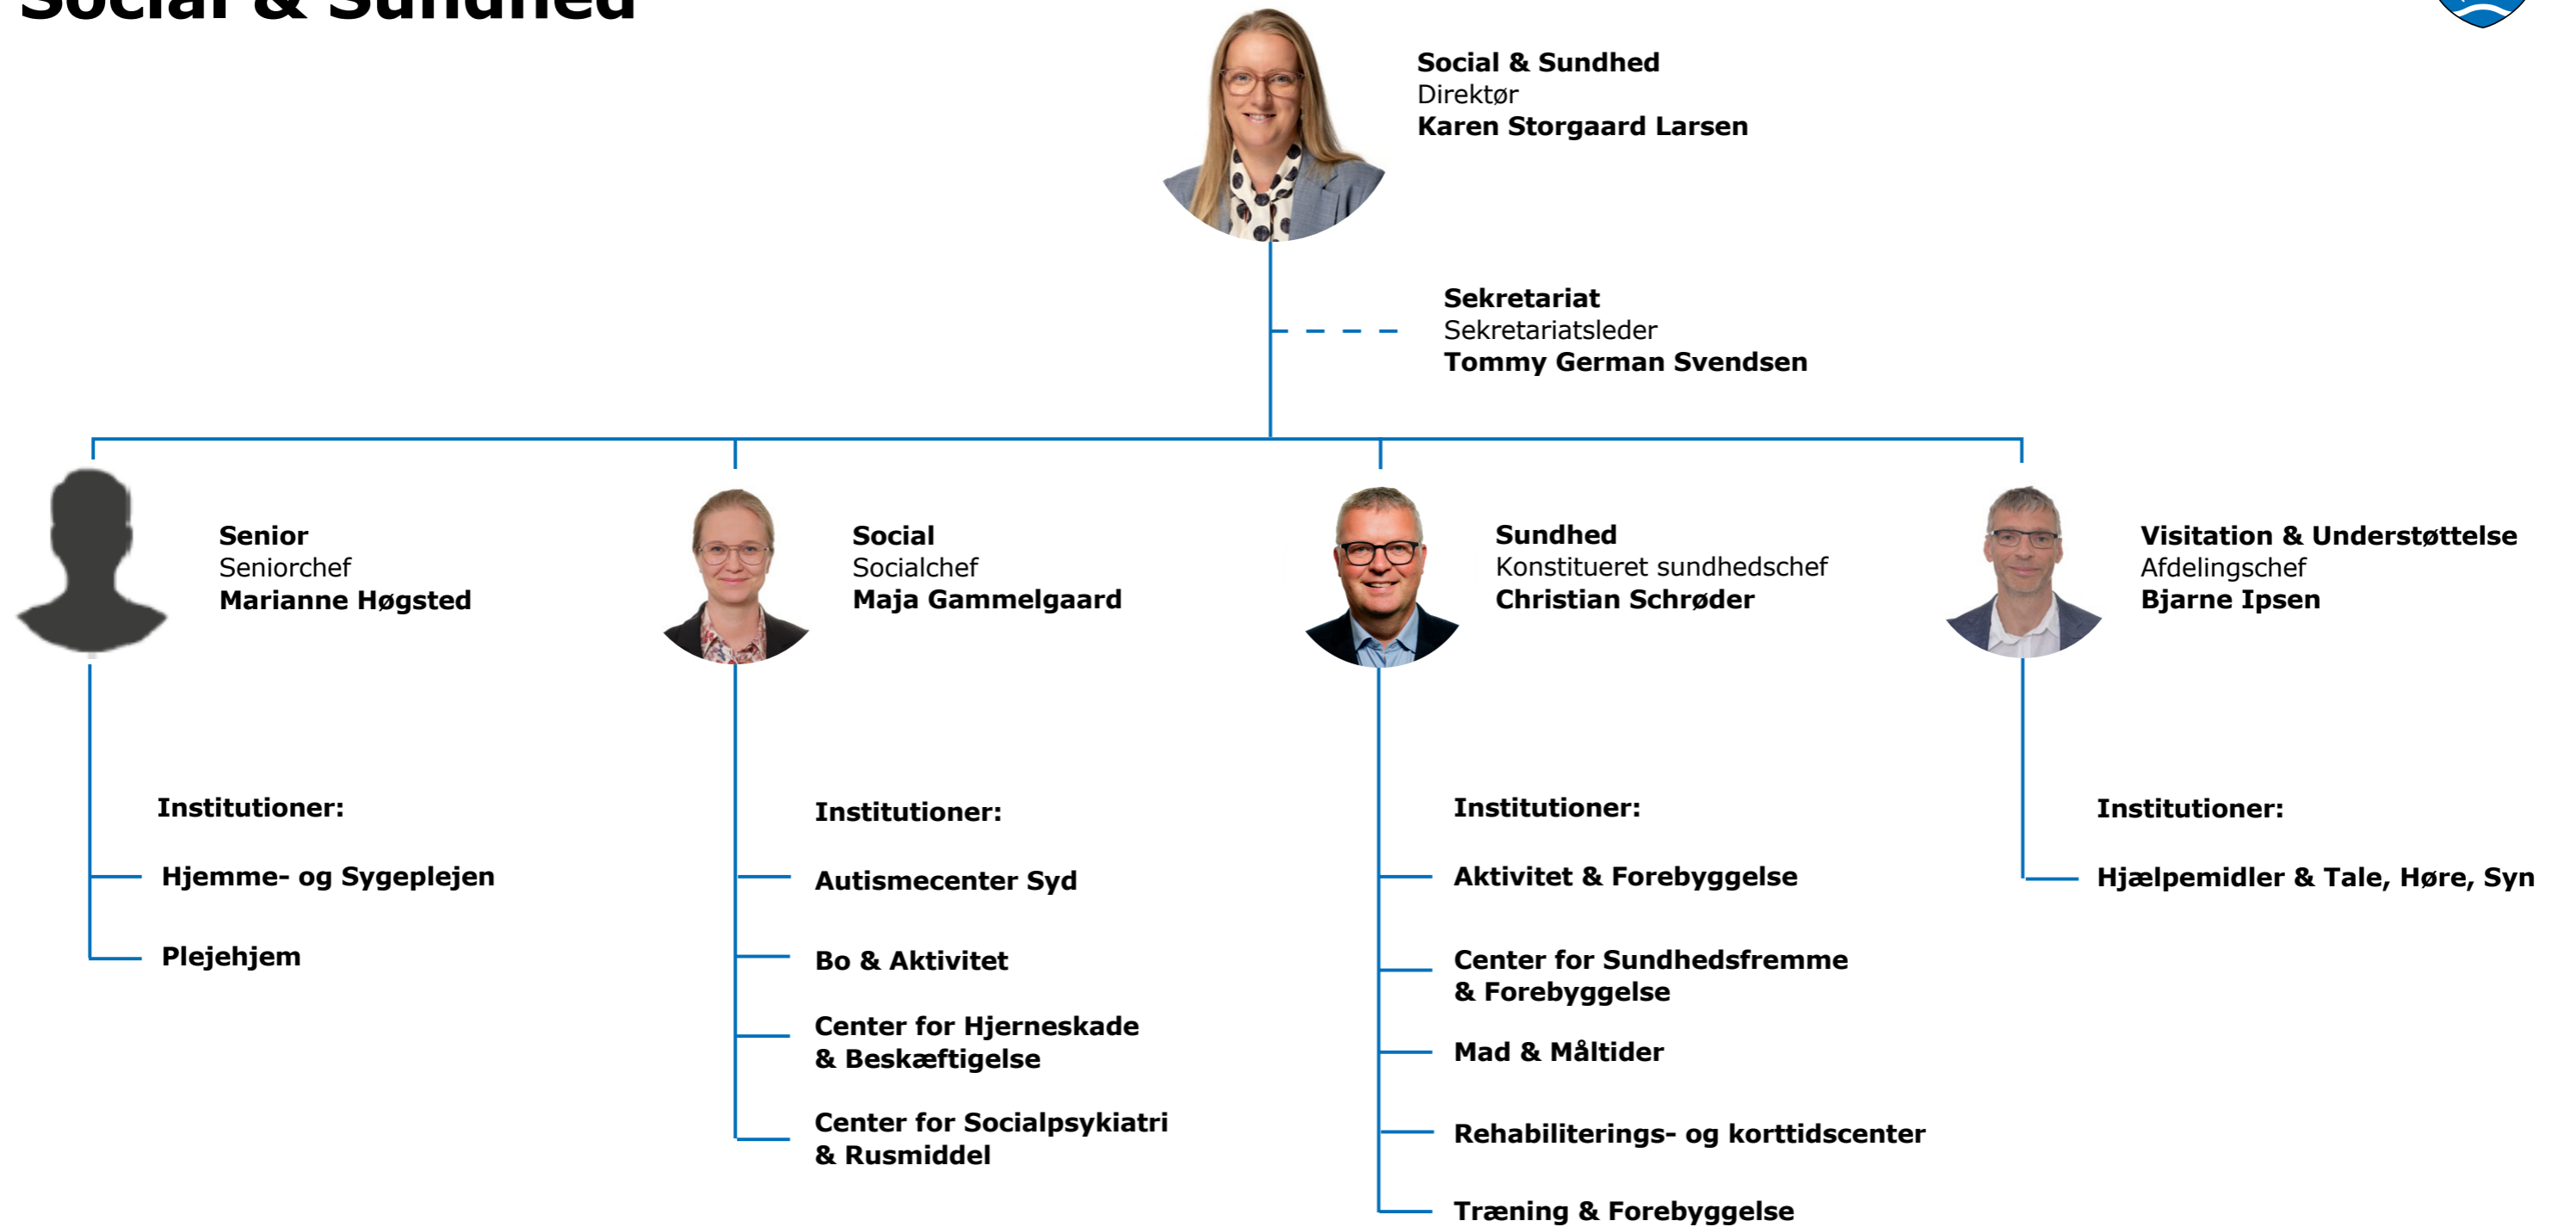 Social & Sundhed
Social & Sundhed
Direktør
Karen Storgaard Larsen
Sekretariat
Sekretariatsleder
Tommy German Svendsen
Senior
Seniorchef
Marianne Høgsted
Social
Socialchef
Maja Gammelgaard
Sundhed
Konstitueret sundhedschef
Christian Schrøder
Visitation & Understøttelse
Afdelingschef
Bjarne Ipsen
Institutioner:
Hjemme- og Sygeplejen
Plejehjem
Institutioner:
Autismecenter Syd
Bo & Aktivitet
Center for Hjerneskade
& Beskæftigelse
Center for Socialpsykiatri
& Rusmiddel
Institutioner:
Aktivitet & Forebyggelse
Center for Sundhedsfremme
& Forebyggelse
Mad & Måltider
Rehabiliterings- og korttidscenter
Træning & Forebyggelse
Institutioner:
Hjælpemidler & Tale, Høre, Syn